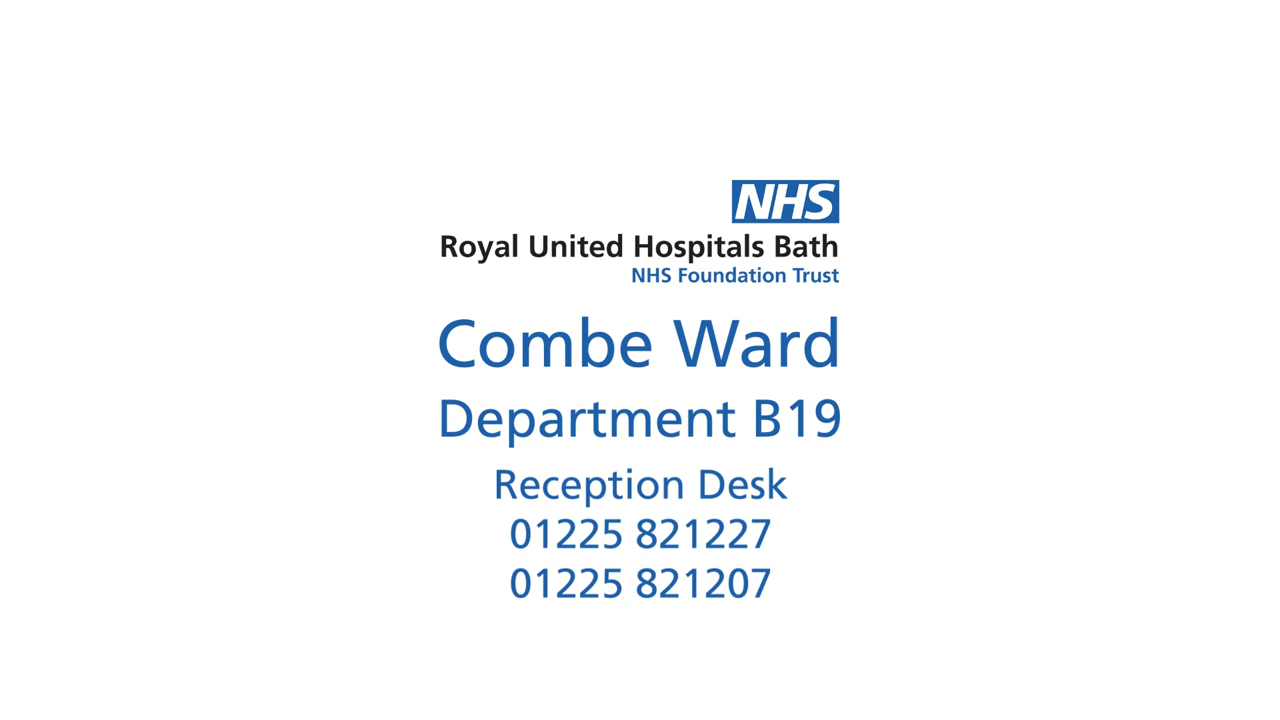 NHS
Royal United Hospitals Bath
NHS Foundation Trust
Combe Ward
Department B19
Reception Desk
01225 821227
01225 821207